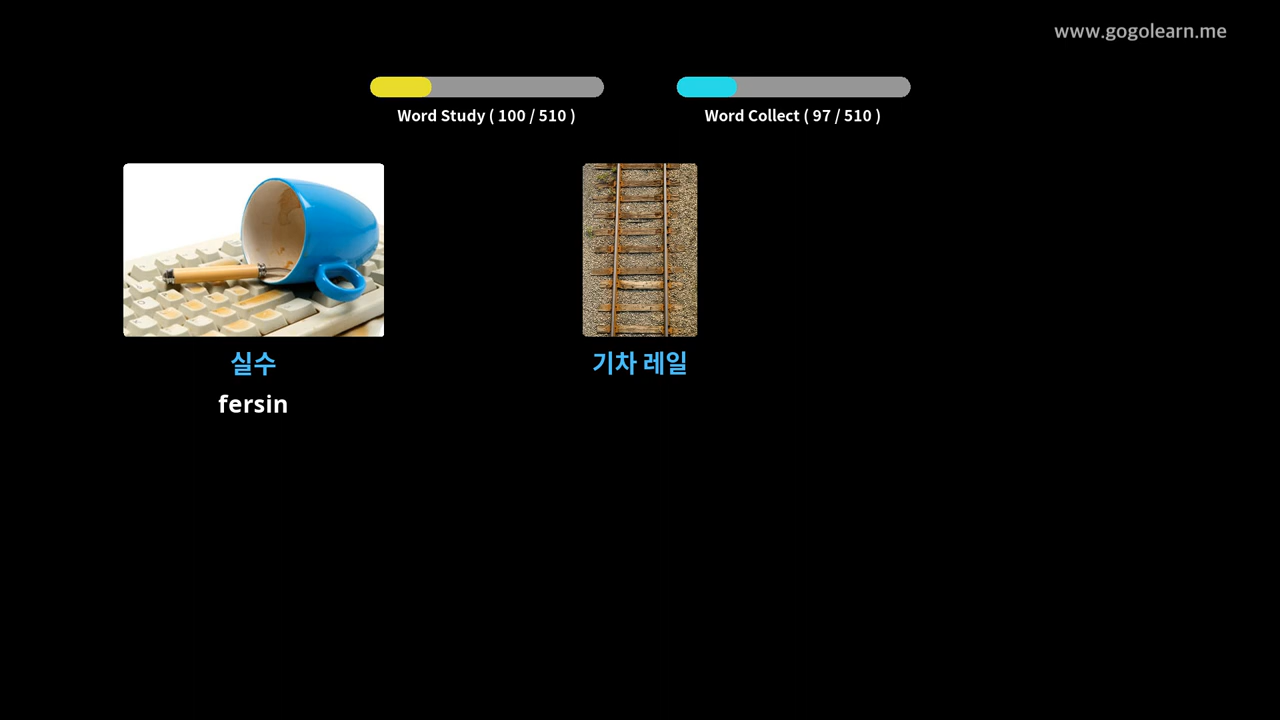 www.gogolearn.me
Word Study ( 100 / 510 )
Word Collect ( 97 / 510 )
실수
기차 레일
fersin